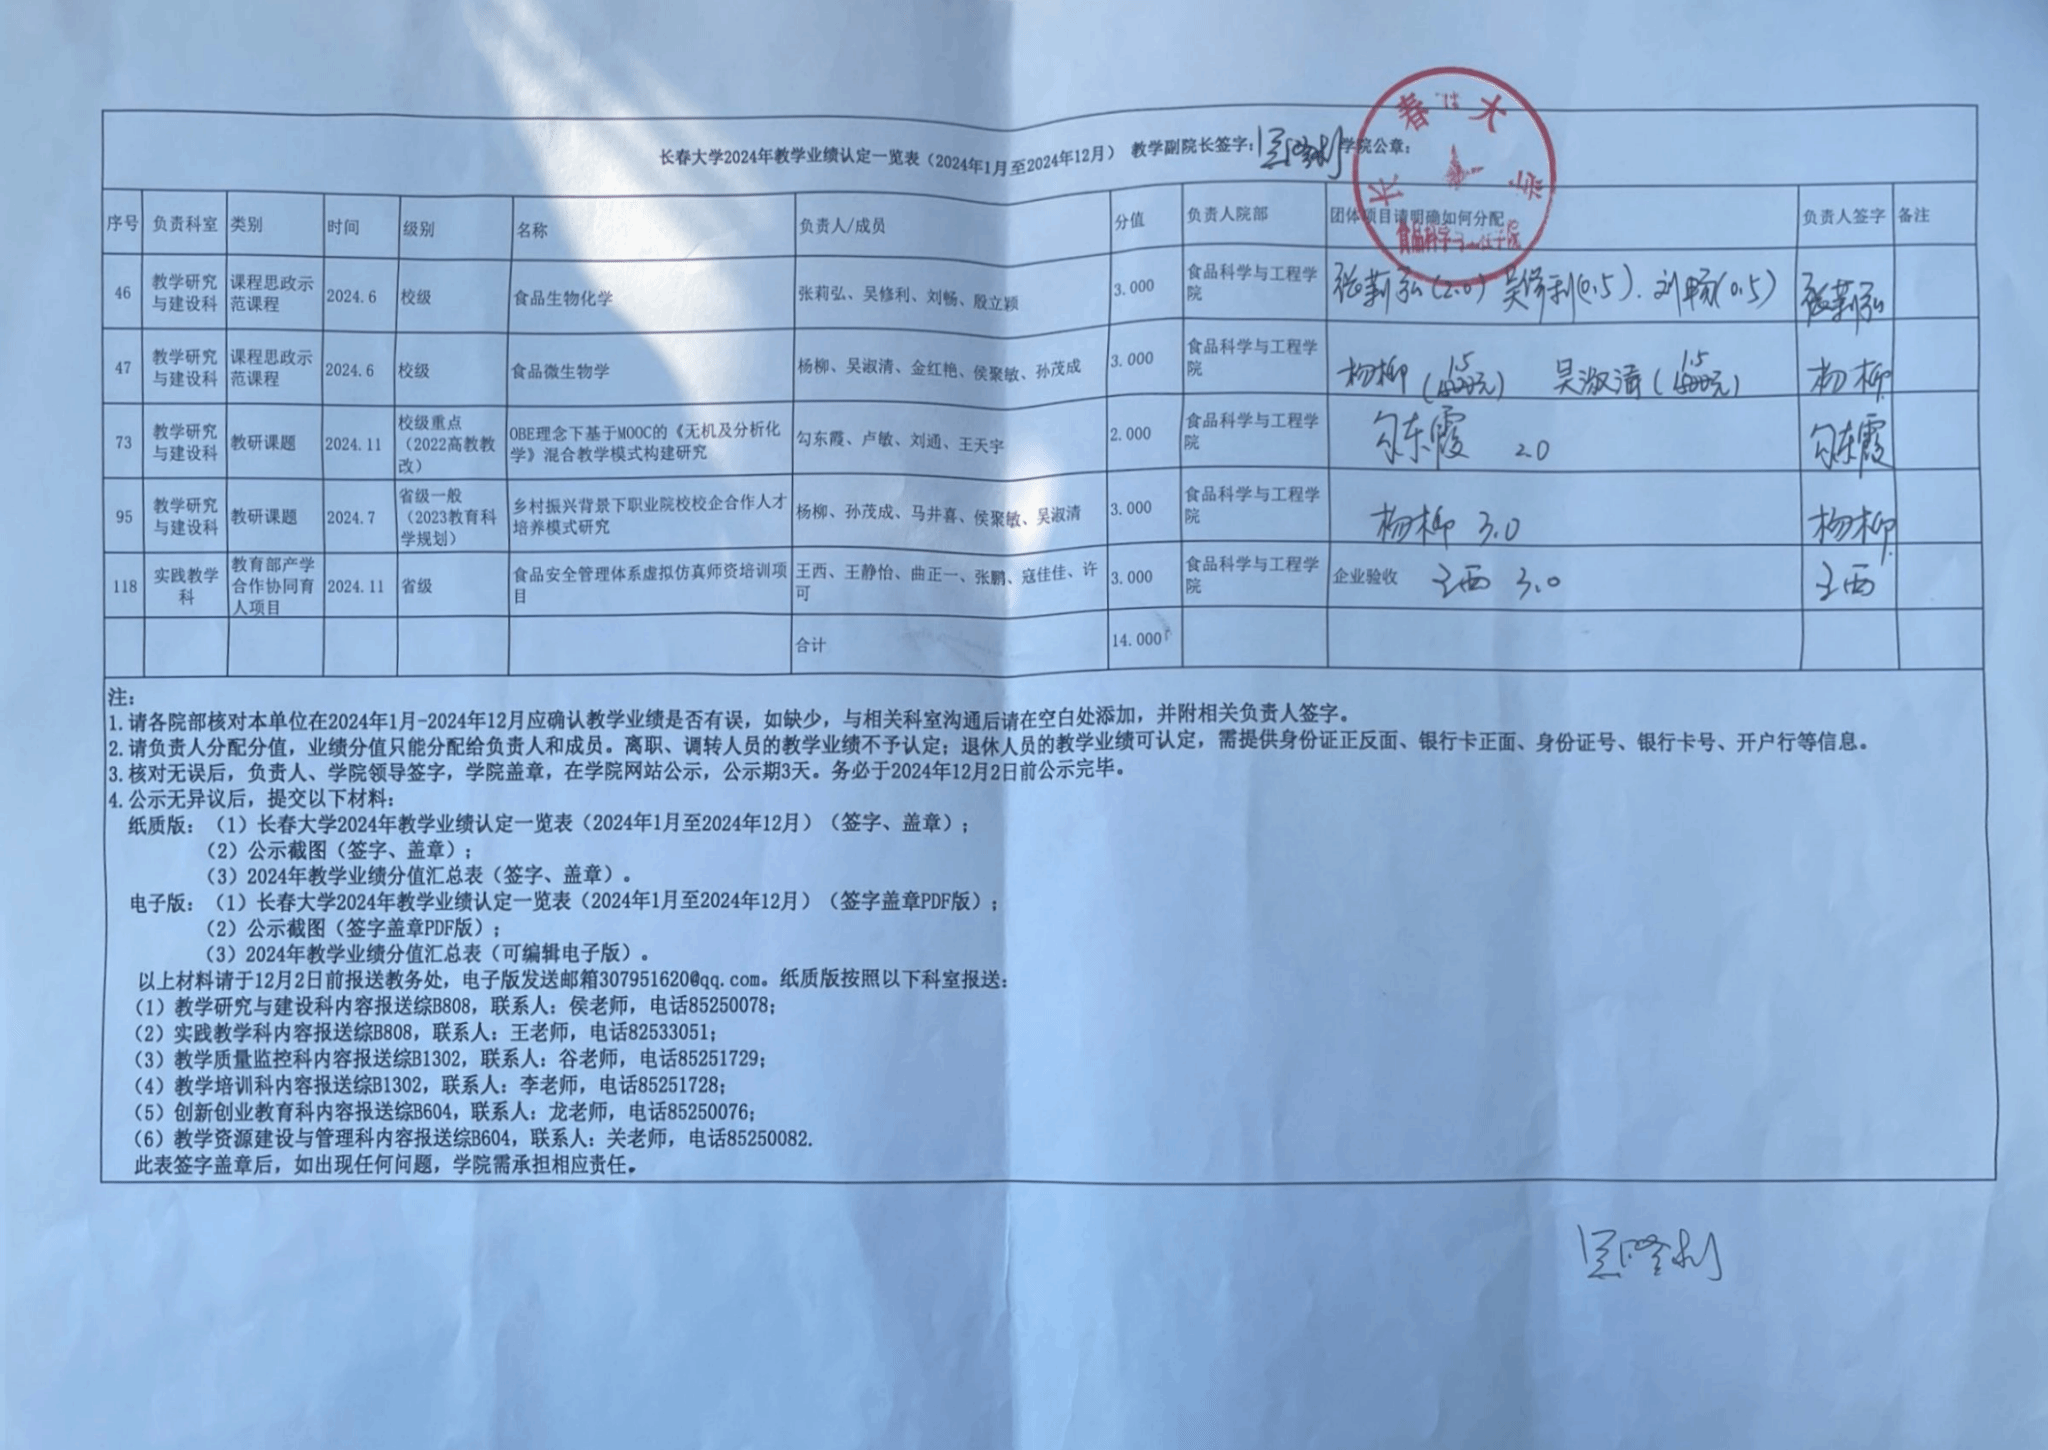 长春大学2024年教学业绩认定一览表（2024年1月至2024年12月） 教学副院长签字: 学院公章:
长春大学
食品科学与工程学院
序号 负责科室 类别 时间 级别 名称 负责人/成员 分值 负责人院部 团体项目请明确如何分配 负责人签字 备注
46 教学研究与建设科 课程思政示范课程 2024.6 校级 食品生物化学 张莉弘、吴修利、刘畅、殷立颖 3.000 食品科学与工程学院 张莉弘(2.0) 吴修利(0.5). 刘畅(0.5) 张莉弘
47 教学研究与建设科 课程思政示范课程 2024.6 校级 食品微生物学 杨柳、吴淑清、金红艳、侯聚敏、孙茂成 3.000 食品科学与工程学院 杨柳 (1.5) 吴淑清 (1.5) 杨柳
73 教学研究与建设科 教研课题 2024.11 校级重点（2022高教教改） OBE理念下基于MOOC的《无机及分析化学》混合教学模式构建研究 勾东霞、卢敏、刘通、王天宇 2.000 食品科学与工程学院 勾东霞 2.0 勾东霞
95 教学研究与建设科 教研课题 2024.7 省级一般（2023教育科学规划） 乡村振兴背景下职业院校校企合作人才培养模式研究 杨柳、孙茂成、马井喜、侯聚敏、吴淑清 3.000 食品科学与工程学院 杨柳 3.0 杨柳
118 实践教学科 教育部产学合作协同育人项目 2024.11 省级 食品安全管理体系虚拟仿真师资培训项目 王西、王静怡、曲正一、张鹏、寇佳佳、许可 3.000 食品科学与工程学院 企业验收 王西 3.0 王西
合计 14.000
注:
1.请各院部核对本单位在2024年1月-2024年12月应确认教学业绩是否有误，如缺少，与相关科室沟通后请在空白处添加，并附相关负责人签字。
2.请负责人分配分值，业绩分值只能分配给负责人和成员。离职、调转人员的教学业绩不予认定；退休人员的教学业绩可认定，需提供身份证正反面、银行卡正面、身份证号、银行卡号、开户行等信息。
3.核对无误后，负责人、学院领导签字，学院盖章，在学院网站公示，公示期3天。务必于2024年12月2日前公示完毕。
4.公示无异议后，提交以下材料:
纸质版：（1）长春大学2024年教学业绩认定一览表（2024年1月至2024年12月）（签字、盖章）；
（2）公示截图（签字、盖章）；
（3）2024年教学业绩分值汇总表（签字、盖章）。
电子版：（1）长春大学2024年教学业绩认定一览表（2024年1月至2024年12月）（签字盖章PDF版）；
（2）公示截图（签字盖章PDF版）；
（3）2024年教学业绩分值汇总表（可编辑电子版）。
以上材料请于12月2日前报送教务处，电子版发送邮箱307951620@qq.com。纸质版按照以下科室报送:
（1）教学研究与建设科内容报送综B808，联系人：侯老师，电话85250078；
（2）实践教学科内容报送综B808，联系人：王老师，电话82533051；
（3）教学质量监控科内容报送综B1302，联系人：谷老师，电话85251729；
（4）教学培训科内容报送综B1302，联系人：李老师，电话85251728；
（5）创新创业教育科内容报送综B604，联系人：龙老师，电话85250076；
（6）教学资源建设与管理科内容报送综B604，联系人：关老师，电话85250082.
此表签字盖章后，如出现任何问题，学院需承担相应责任。